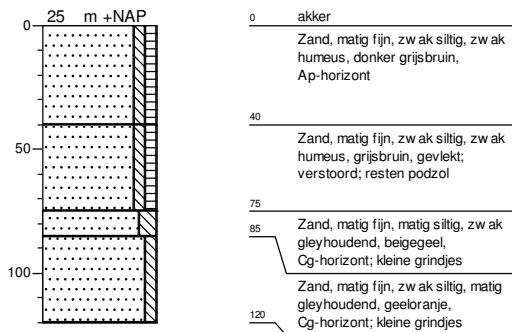 25 m +NAP
0
50
100
0 akker
Zand, matig fijn, zwak siltig, zwak
humeus, donker grijsbruin,
Ap-horizont
40
Zand, matig fijn, zwak siltig, zwak
humeus, grijsbruin, gevlekt;
verstoord; resten podzol
75
Zand, matig fijn, matig siltig, zwak
gleyhoudend, beigegeel,
Cg-horizont; kleine grindjes
85
Zand, matig fijn, zwak siltig, matig
gleyhoudend, geeloranje,
Cg-horizont; kleine grindjes
120